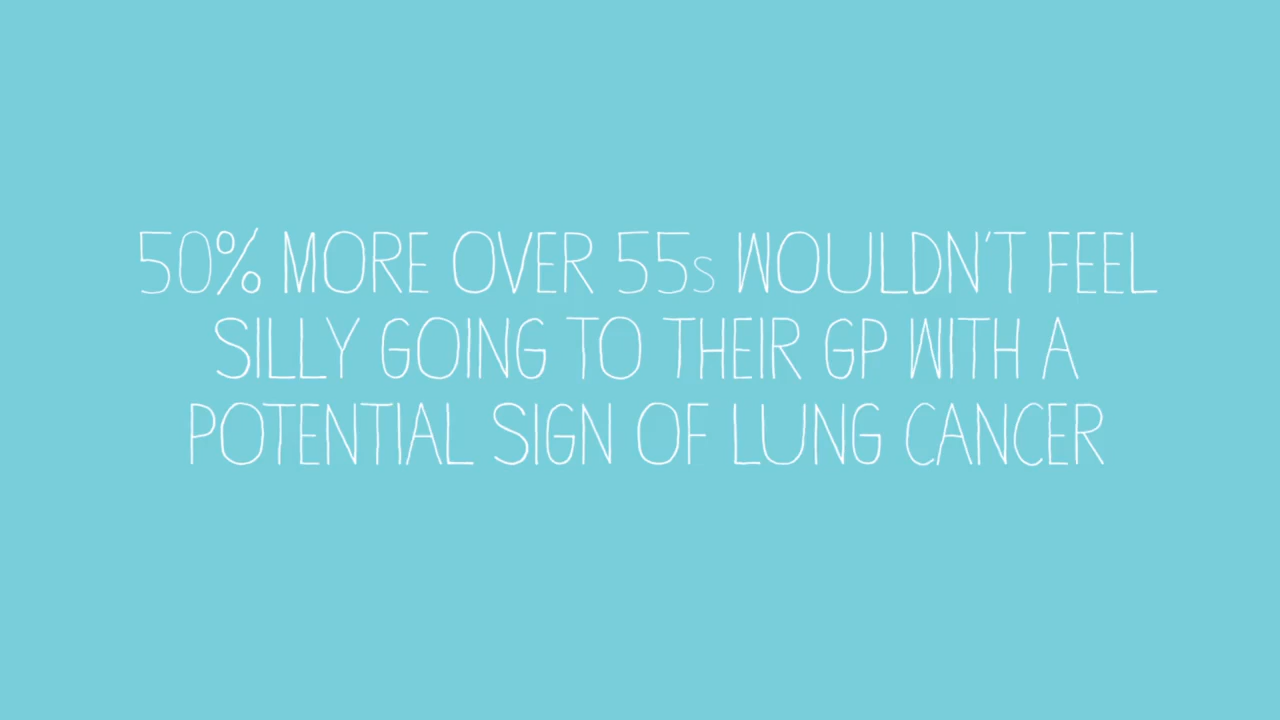 50% MORE OVER 55s WOULDN'T FEEL
SILLY GOING TO THEIR GP WITH A
POTENTIAL SIGN OF LUNG CANCER